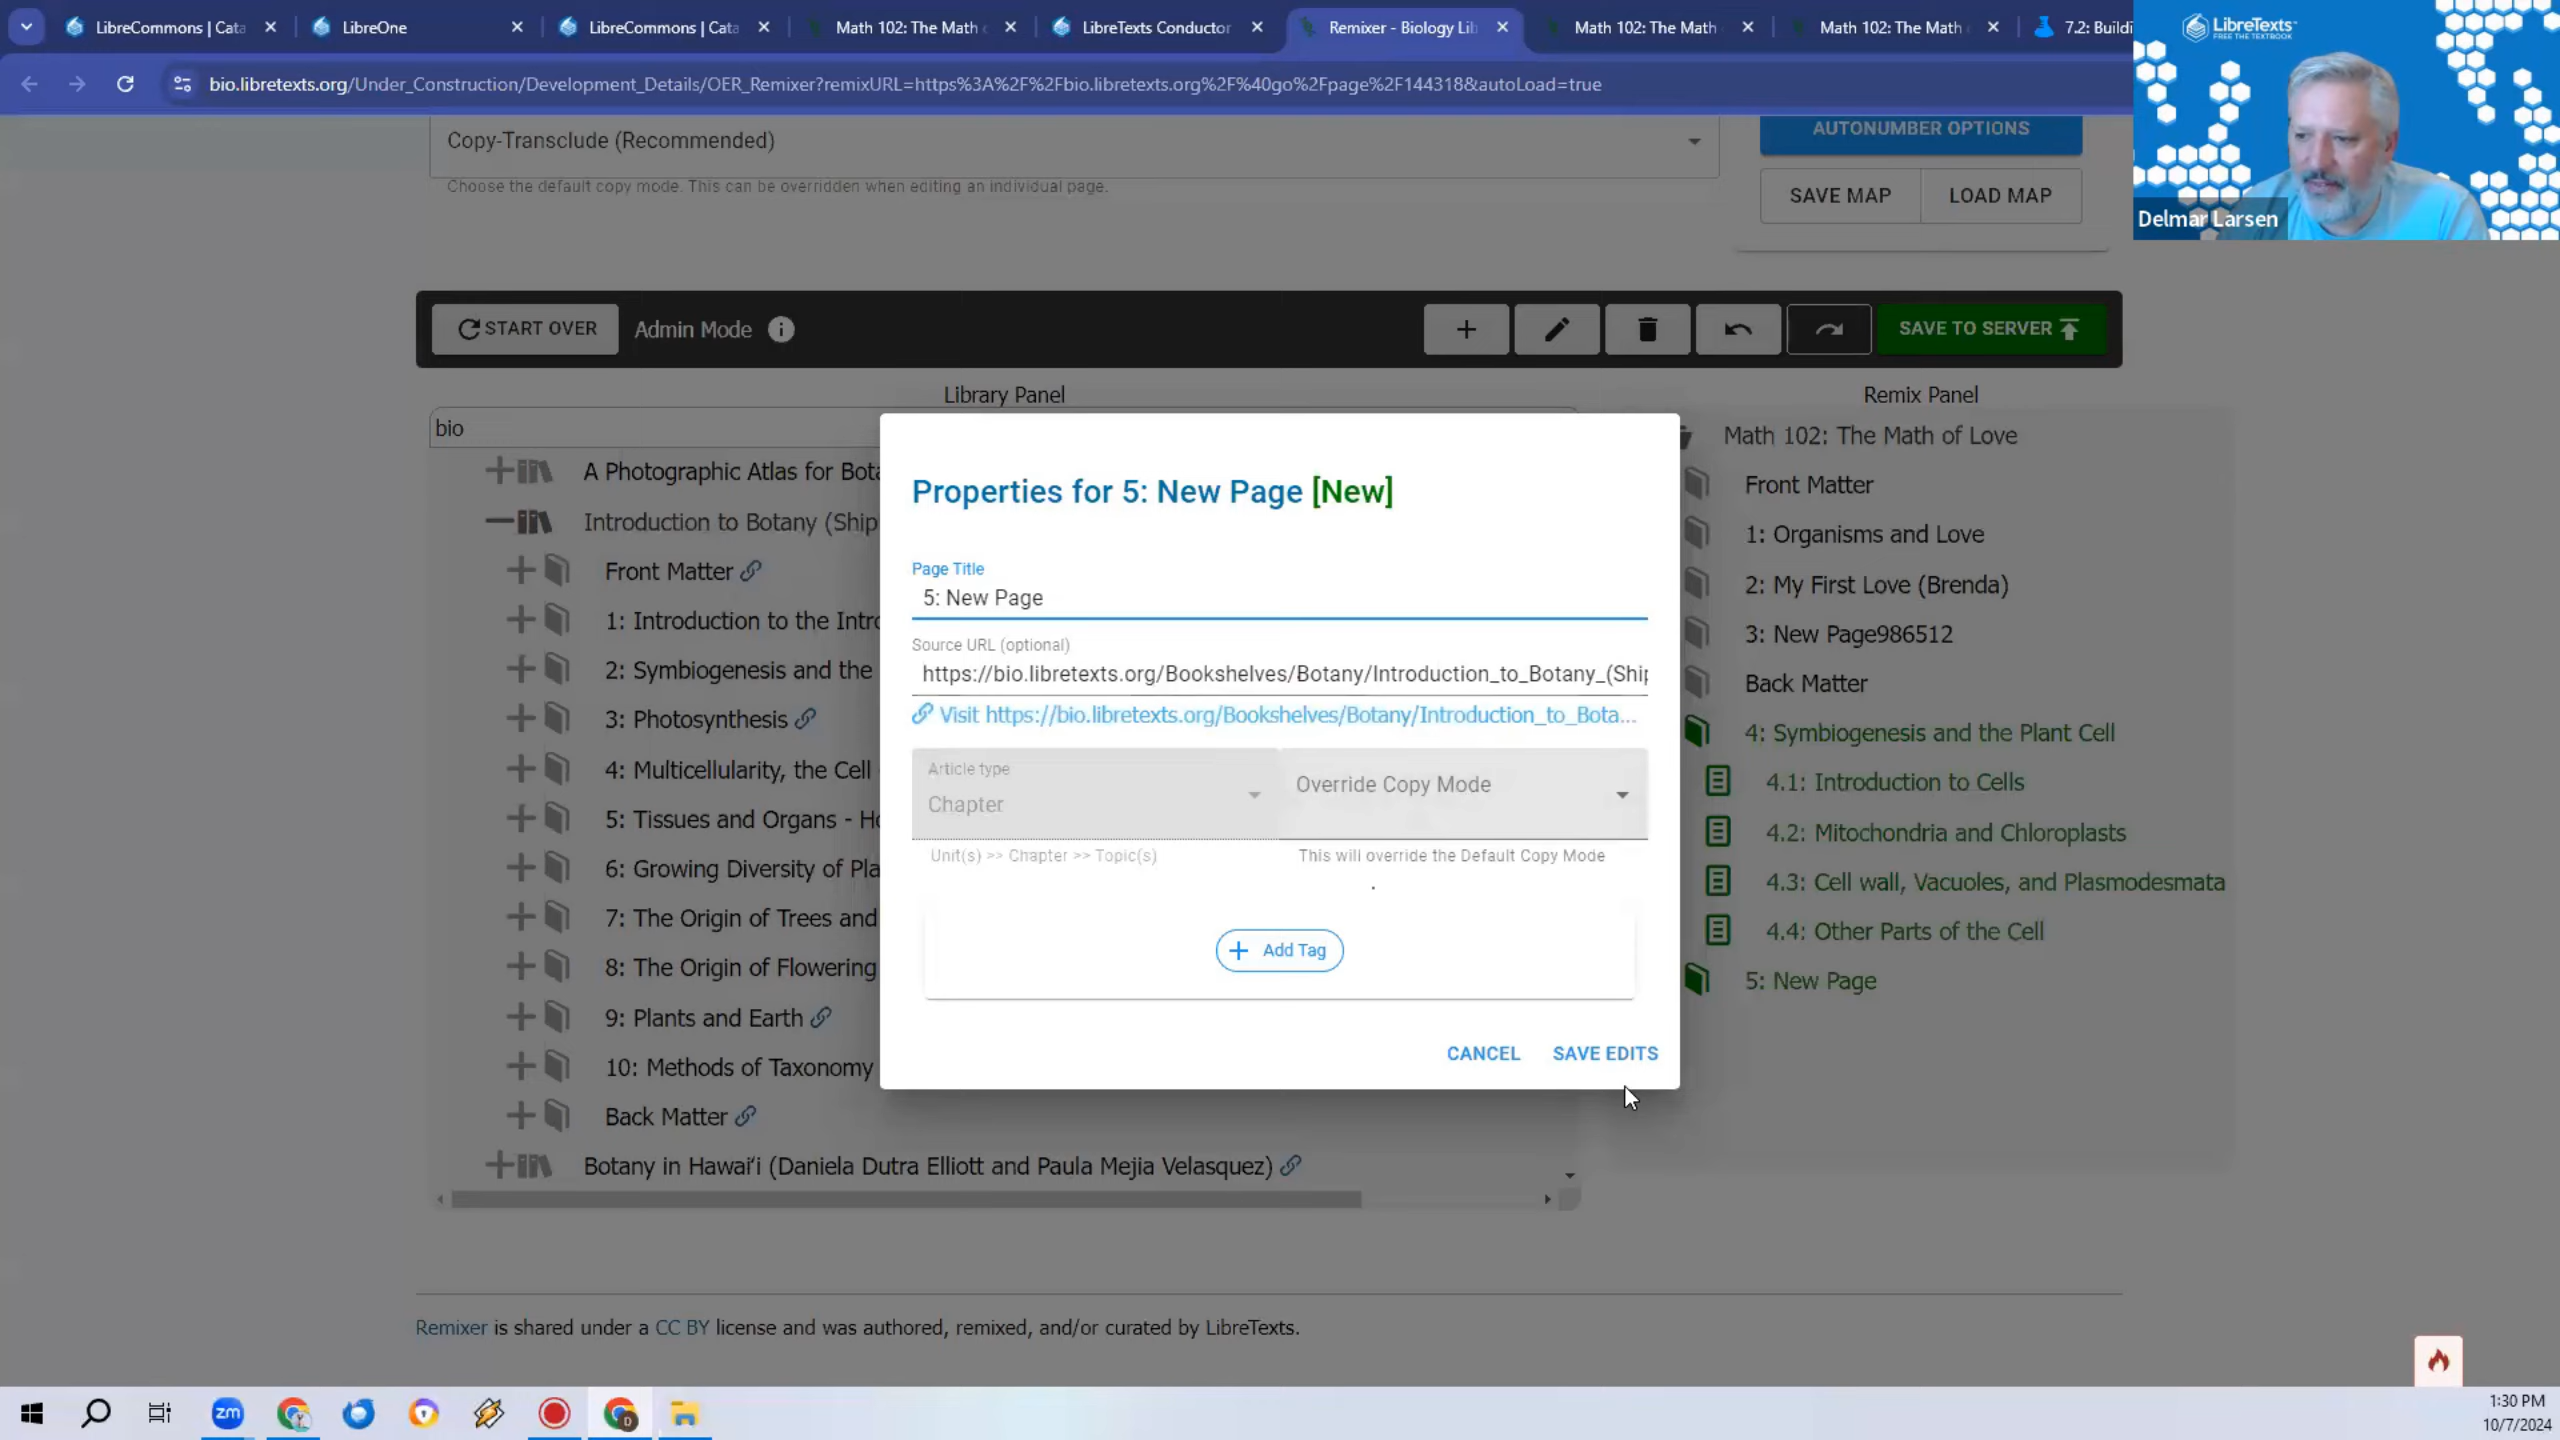 LibreCommons | Cata
LibreOne
LibreCommons | Cata
Math 102: The Math
LibreTexts Conductor
Remixer - Biology Lib
Math 102: The Math
Math 102: The Math
7.2: Buildi
LibreTexts
FREE THE TEXTBOOK
bio.libretexts.org/Under_Construction/Development_Details/OER_Remixer?remixURL=https%3A%2F%2Fbio.libretexts.org%2F%40go%2Fpage%2F144318&autoLoad=true
Delmar Larsen
Copy-Transclude (Recommended)
Choose the default copy mode. This can be overridden when editing an individual page.
AUTONUMBER OPTIONS
SAVE MAP
LOAD MAP
START OVER
Admin Mode
SAVE TO SERVER
Library Panel
Remix Panel
bio
A Photographic Atlas for Bota
Introduction to Botany (Ship
Front Matter
1: Introduction to the Intro
2: Symbiogenesis and the
3: Photosynthesis
4: Multicellularity, the Cell
5: Tissues and Organs - Ho
6: Growing Diversity of Pla
7: The Origin of Trees and
8: The Origin of Flowering
9: Plants and Earth
10: Methods of Taxonomy
Back Matter
Botany in Hawaiʻi (Daniela Dutra Elliott and Paula Mejia Velasquez)
Properties for 5: New Page [New]
Page Title
5: New Page
Source URL (optional)
https://bio.libretexts.org/Bookshelves/Botany/Introduction_to_Botany_(Ship
Visit https://bio.libretexts.org/Bookshelves/Botany/Introduction_to_Bota...
Article type
Chapter
Override Copy Mode
Unit(s) >> Chapter >> Topic(s)
This will override the Default Copy Mode
.
Add Tag
CANCEL
SAVE EDITS
Math 102: The Math of Love
Front Matter
1: Organisms and Love
2: My First Love (Brenda)
3: New Page986512
Back Matter
4: Symbiogenesis and the Plant Cell
4.1: Introduction to Cells
4.2: Mitochondria and Chloroplasts
4.3: Cell wall, Vacuoles, and Plasmodesmata
4.4: Other Parts of the Cell
5: New Page
Remixer is shared under a CC BY license and was authored, remixed, and/or curated by LibreTexts.
zm
D
1:30 PM
10/7/2024